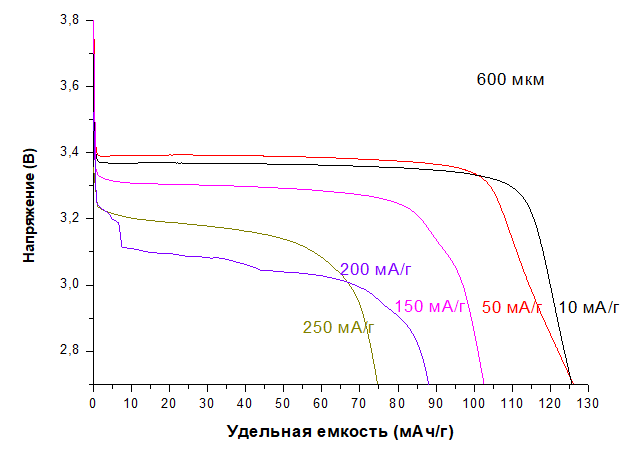 3,8
600 мкм
3,6
3,4
3,2
3,0
2,8
Напряжение (В)
200 мА/г
150 мА/г
50 мА/г
10 мА/г
250 мА/г
0 10 20 30 40 50 60 70 80 90 100 110 120 130
Удельная емкость (мАч/г)